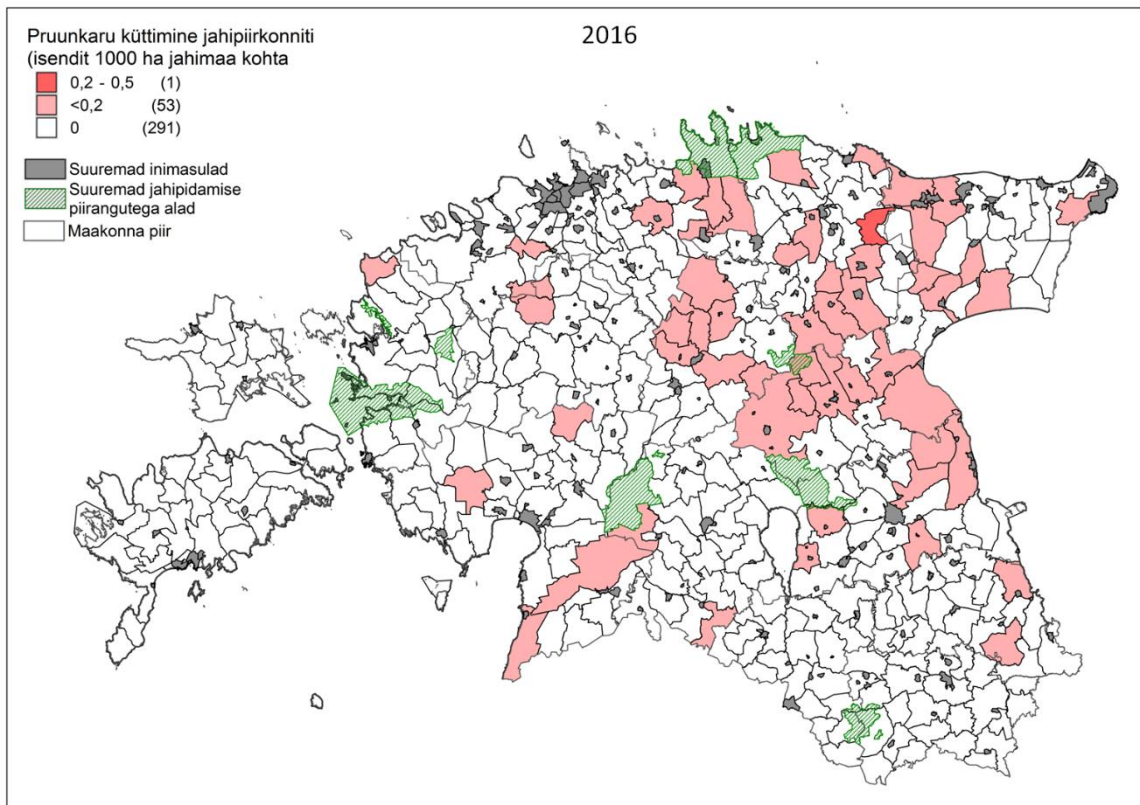 2016
Pruunkaru küttimine jahipiirkonniti
(isendit 1000 ha jahimaa kohta
0,2 - 0,5 (1)
<0,2 (53)
0 (291)
Suuremad inimasulad
Suuremad jahipidamise
piirangutega alad
Maakonna piir